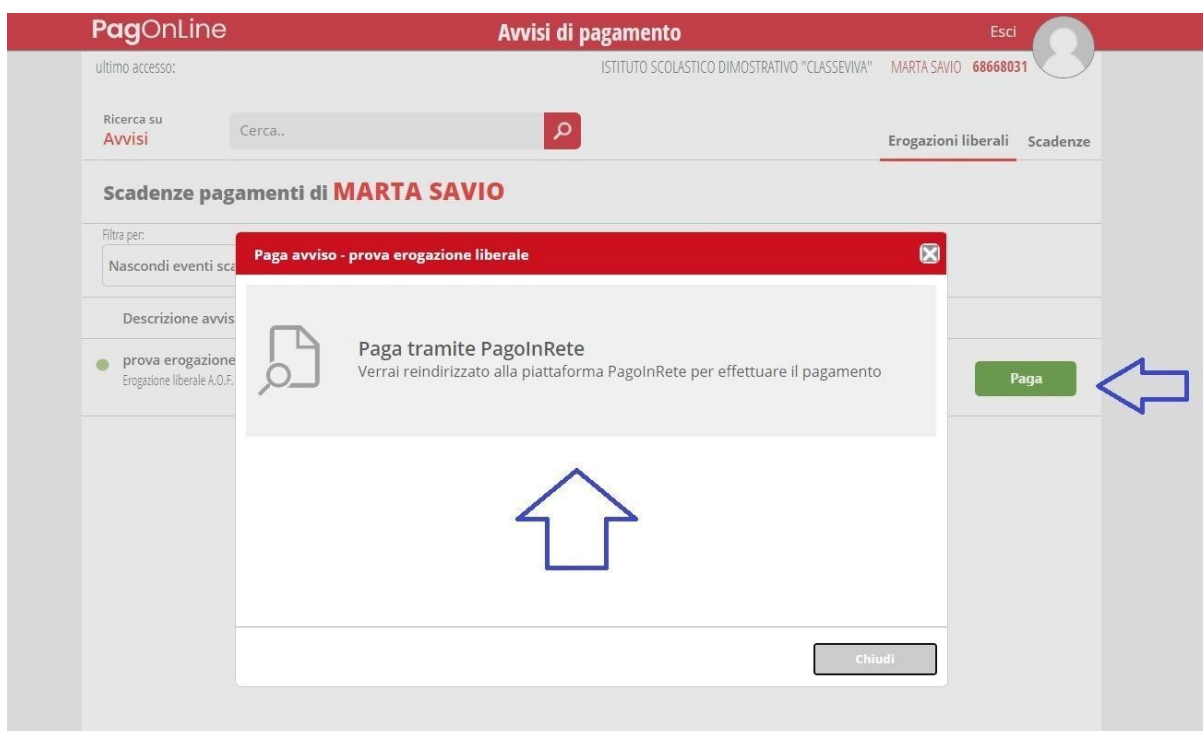 PagOnLine
Avvisi di pagamento
Esci
ultimo accesso:
ISTITUTO SCOLASTICO DIMOSTRATIVO "CLASSEVIVA" MARTA SAVIO 68668031
Ricerca su
Avvisi
Cerca..
Erogazioni liberali Scadenze
Scadenze pagamenti di MARTA SAVIO
Filtra per:
Nascondi eventi sca
Paga avviso - prova erogazione liberale
Descrizione avvis
Paga tramite PagoInRete
Verrai reindirizzato alla piattaforma PagoInRete per effettuare il pagamento
prova erogazione
Erogazione liberale A.O.F.
Paga
Chiudi